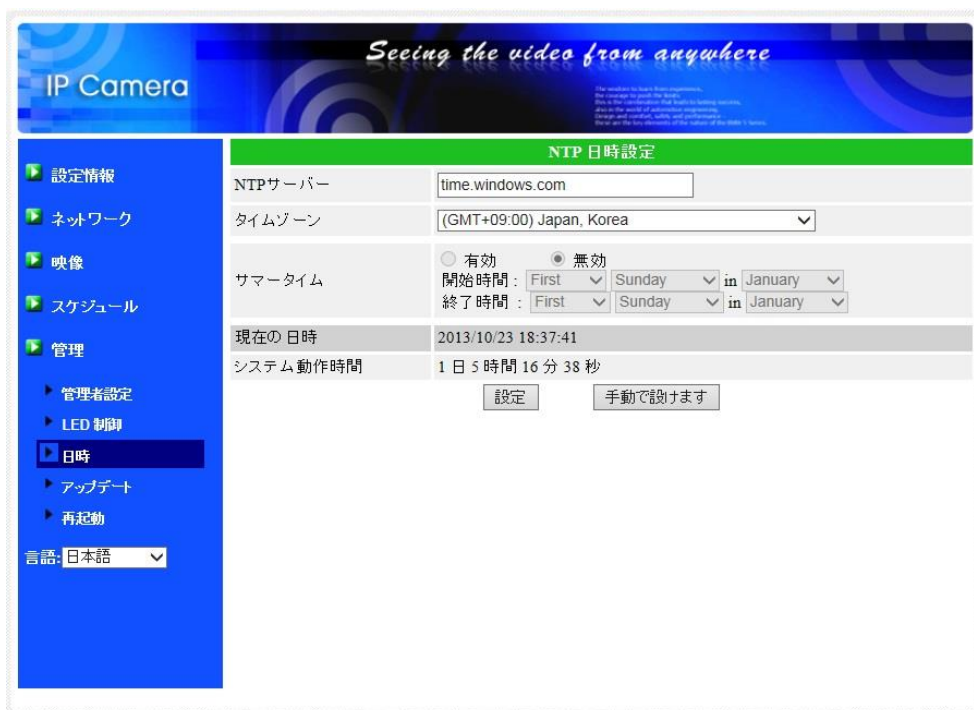 Seeing the video from anywhere
IP Camera
設定情報
ネットワーク
映像
スケジュール
管理
管理者設定
LED 制御
日時
アップデート
再起動
言語: 日本語
NTP 日時設定
NTPサーバー time.windows.com
タイムゾーン (GMT+09:00) Japan, Korea
サマータイム
有効 無効
開始時間 : First Sunday in January
終了時間 : First Sunday in January
現在の 日時 2013/10/23 18:37:41
システム動作時間 1 日 5 時間 16 分 38 秒
設定 手動で設けます